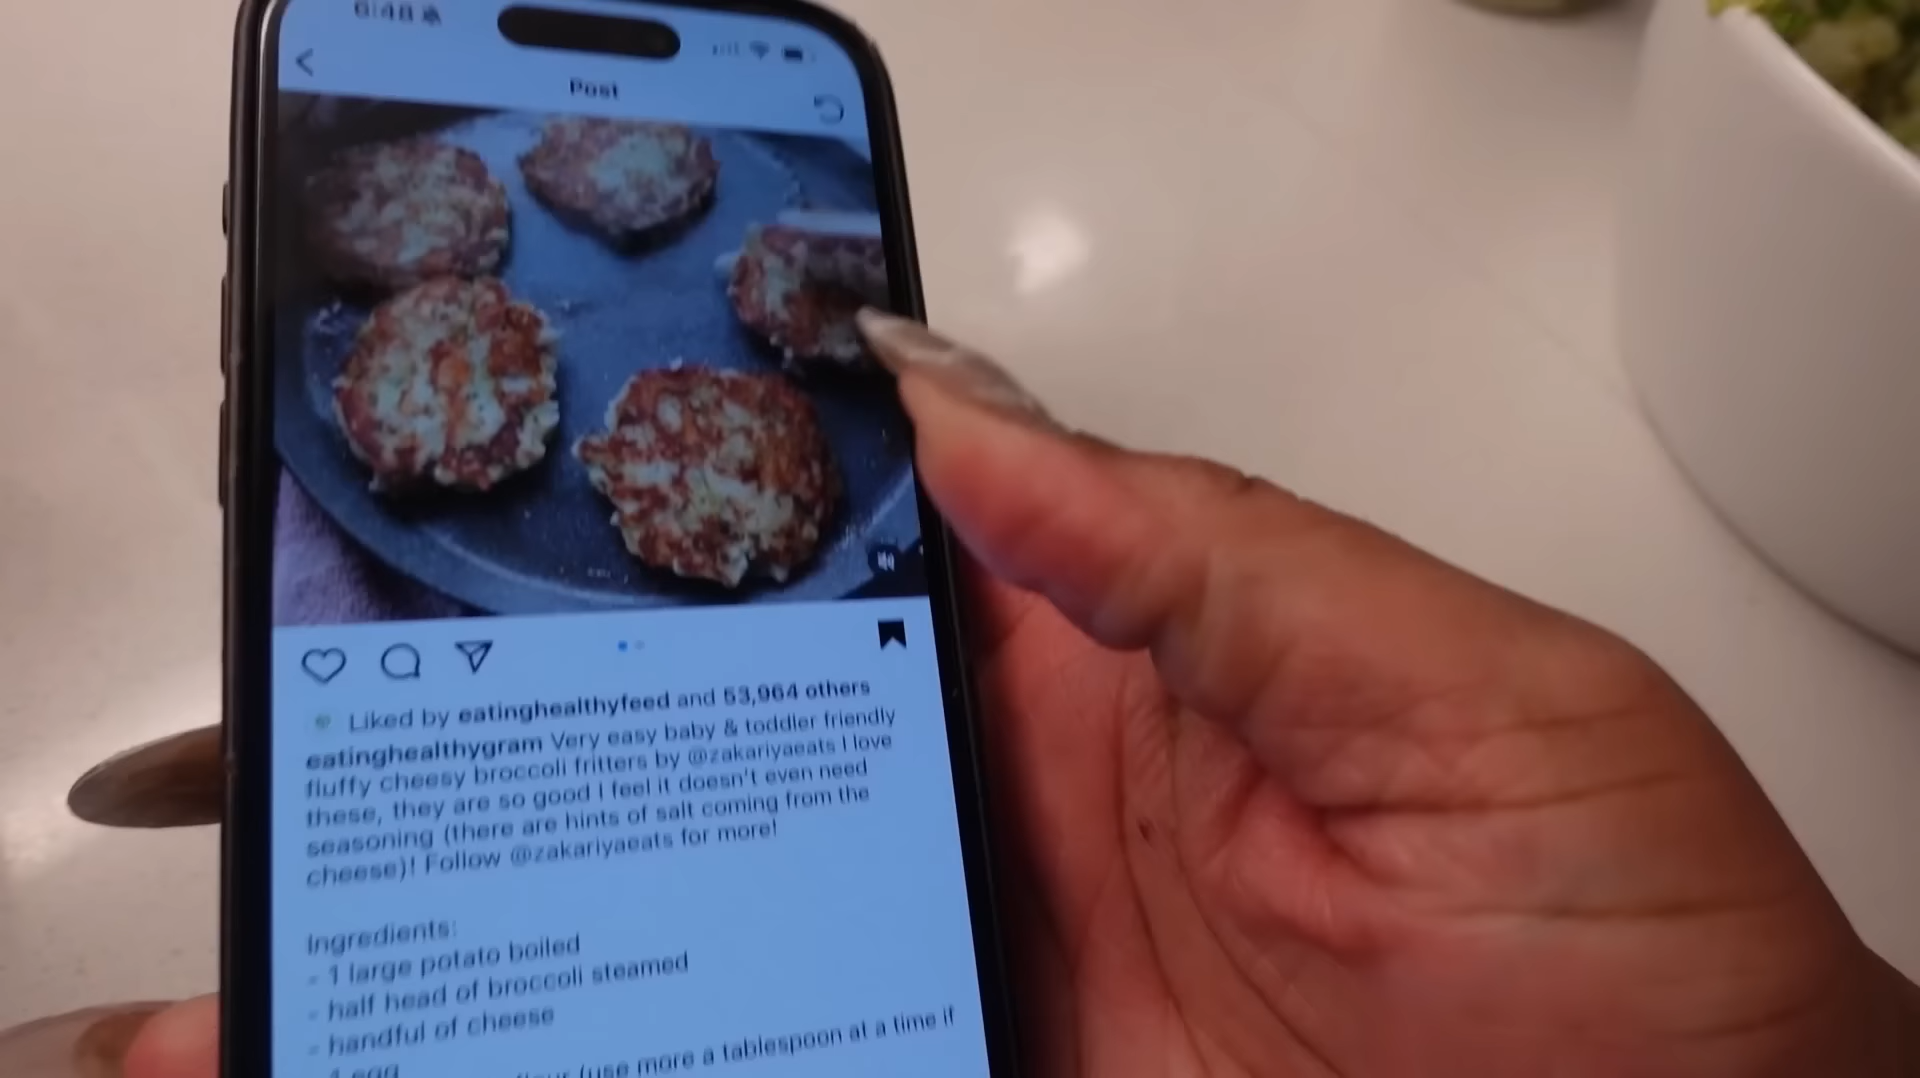 6:48
Post
Liked by eatinghealthyfeed and 53,964 others
eatinghealthygram Very easy baby & toddler friendly
fluffy cheesy broccoli fritters by @zakariyaeats I love
these, they are so good I feel it doesn't even need
seasoning (there are hints of salt coming from the
cheese)! Follow @zakariyaeats for more!
Ingredients:
- 1 large potato boiled
- half head of broccoli steamed
- handful of cheese
- 1 egg
flour (use more a tablespoon at a time if